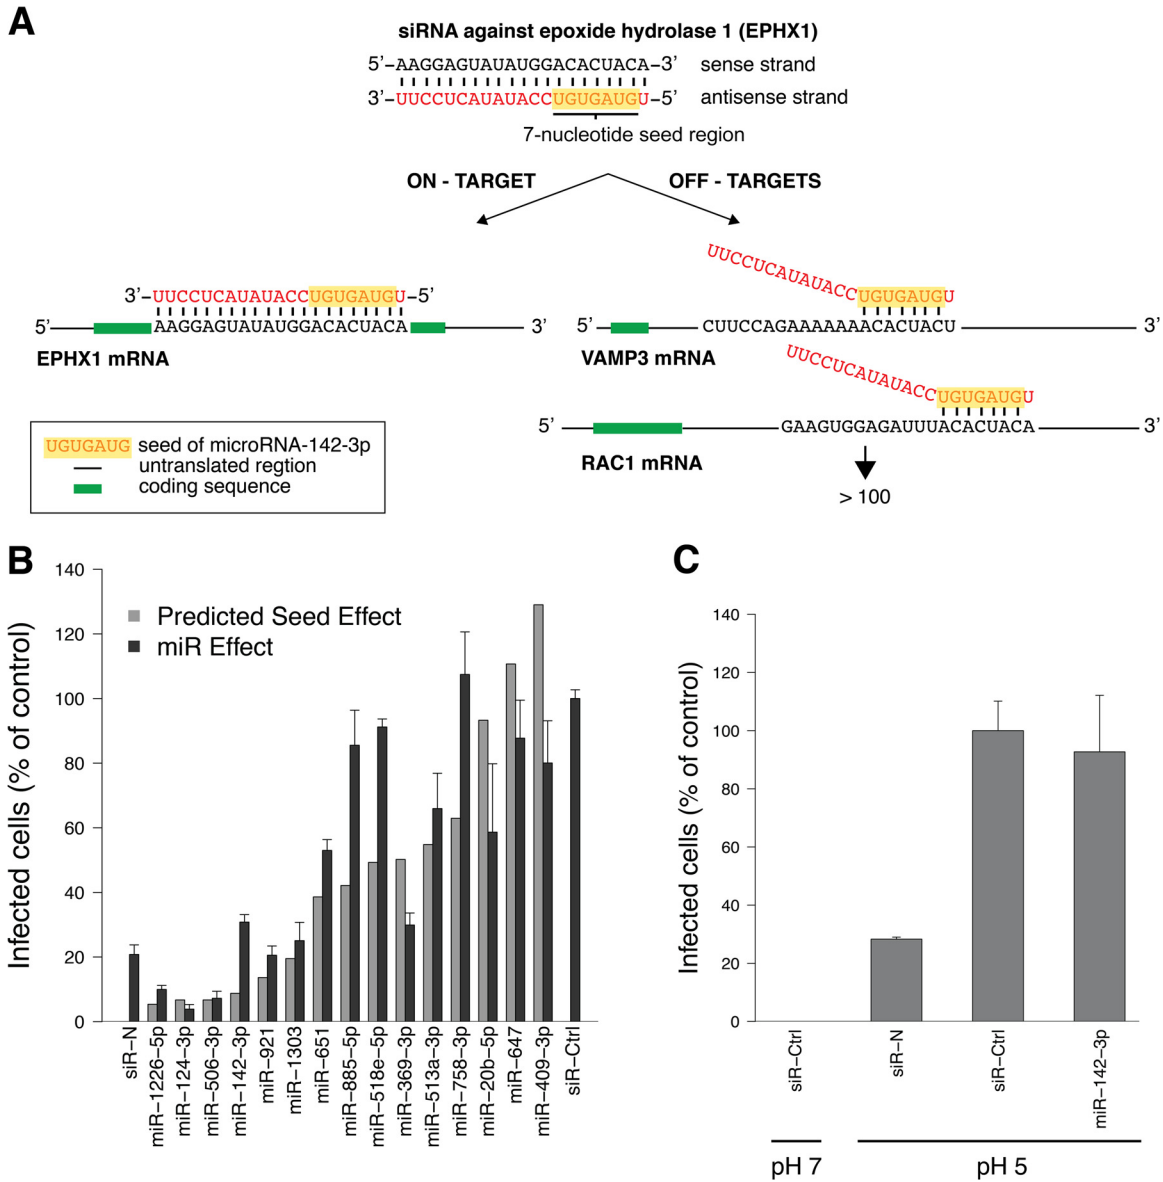 A
siRNA against epoxide hydrolase 1 (EPHX1)
5’–AAGGAGUAUAUGGACACUACA–3’ sense strand
3’–UUCCUCAUAUACCUGUGAUGU–5’ antisense strand
7-nucleotide seed region
ON - TARGET
OFF - TARGETS
3’–UUCCUCAUAUACCUGUGAUGU–5’
5’ AAGGAGUAUAUGGACACUACA 3’
EPHX1 mRNA
UUCCUCAUAUACCUGUGAUGU
5’ CUUCCAGAAAAAAACACUACU 3’
VAMP3 mRNA
UUCCUCAUAUACCUGUGAUGU
5’ GAAGUGGAGAUUUACACUACA 3’
RAC1 mRNA
> 100
UGUGAUG seed of microRNA-142-3p
untranslated regtion
coding sequence
B
Infected cells (% of control)
140
120
100
80
60
40
20
0
Predicted Seed Effect
miR Effect
siR–N
miR–1226–5p
miR–124–3p
miR–506–3p
miR–142–3p
miR–921
miR–1303
miR–651
miR–885–5p
miR–518e–5p
miR–369–3p
miR–513a–3p
miR–758–3p
miR–20b–5p
miR–647
miR–409–3p
siR–Ctrl
C
Infected cells (% of control)
140
120
100
80
60
40
20
0
siR–Ctrl
siR–N
siR–Ctrl
miR–142–3p
pH 7
pH 5